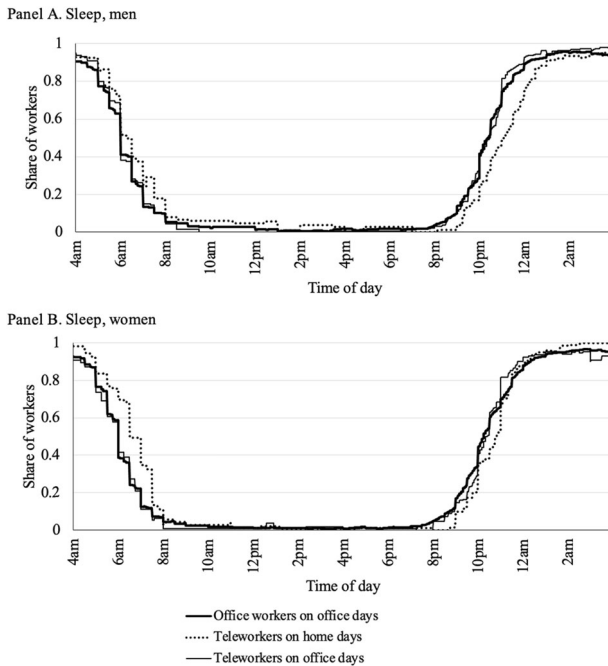 Panel A. Sleep, men
1
0.8
0.6
0.4
0.2
0
Share of workers
4am 6am 8am 10am 12pm 2pm 4pm 6pm 8pm 10pm 12am 2am
Time of day
Panel B. Sleep, women
1
0.8
0.6
0.4
0.2
0
Share of workers
4am 6am 8am 10am 12pm 2pm 4pm 6pm 8pm 10pm 12am 2am
Time of day
Office workers on office days
Teleworkers on home days
Teleworkers on office days